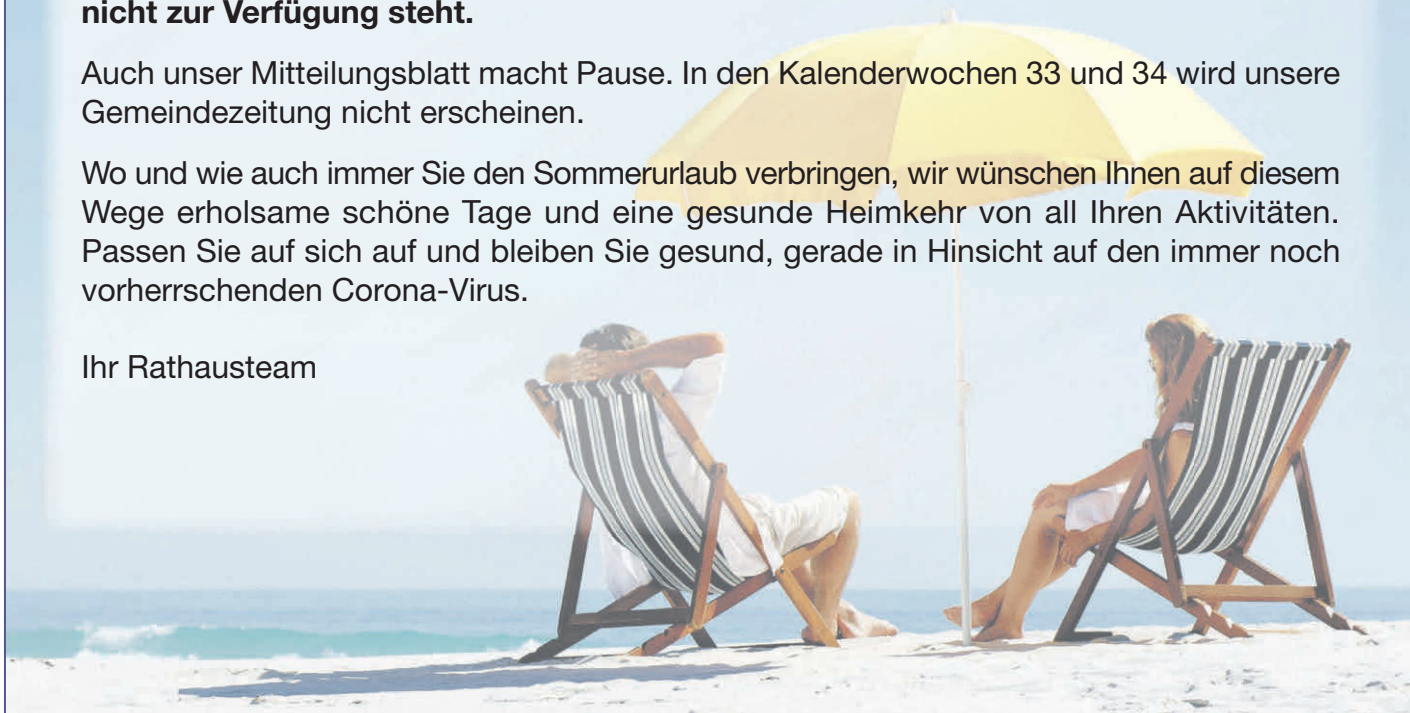 nicht zur Verfügung steht.
Auch unser Mitteilungsblatt macht Pause. In den Kalenderwochen 33 und 34 wird unsere
Gemeindezeitung nicht erscheinen.
Wo und wie auch immer Sie den Sommerurlaub verbringen, wir wünschen Ihnen auf diesem
Wege erholsame schöne Tage und eine gesunde Heimkehr von all Ihren Aktivitäten.
Passen Sie auf sich auf und bleiben Sie gesund, gerade in Hinsicht auf den immer noch
vorherrschenden Corona-Virus.
Ihr Rathausteam